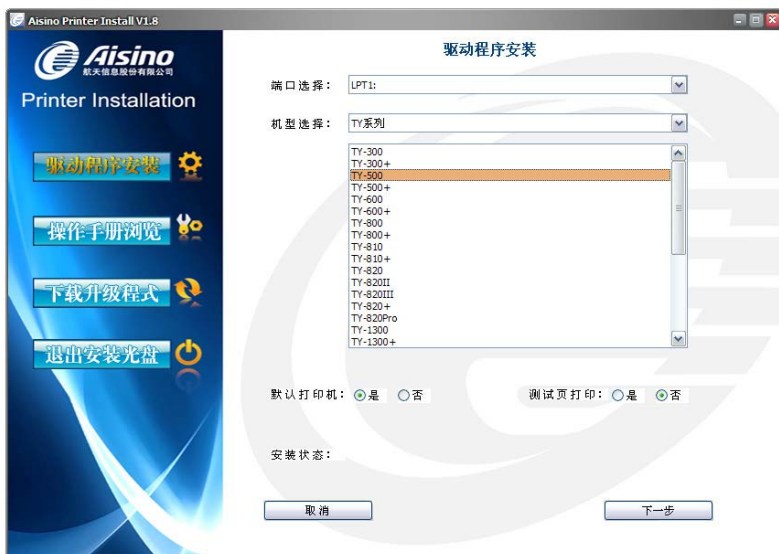 Aisino Printer Install V1.8
Aisino
航天信息股份有限公司
Printer Installation
驱动程序安装
操作手册浏览
下载升级程式
退出安装光盘
驱动程序安装
端口选择： LPT1:
机型选择： TY系列
TY-300
TY-300+
TY-500
TY-500+
TY-600
TY-600+
TY-800
TY-800+
TY-810
TY-810+
TY-820
TY-820II
TY-820III
TY-820+
TY-820Pro
TY-1300
TY-1300+
默认打印机： 是 否 测试页打印： 是 否
安装状态：
取消 下一步